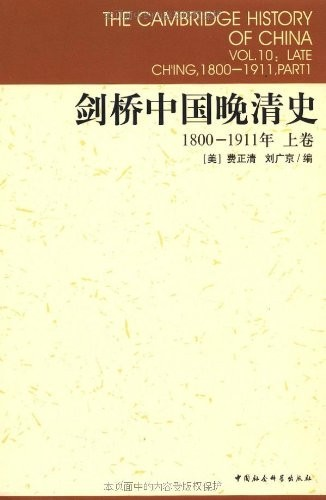 THE CAMBRIDGE HISTORY
OF CHINA
VOL.10: LATE
CH'ING,1800-1911,PART1
剑桥中国晚清史
1800-1911年 上卷
[美] 费正清 刘广京/编
中国社会科学出版社
本页面中的内容受版权保护